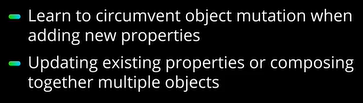 Learn to circumvent object mutation when
adding new properties
Updating existing properties or composing
together multiple objects